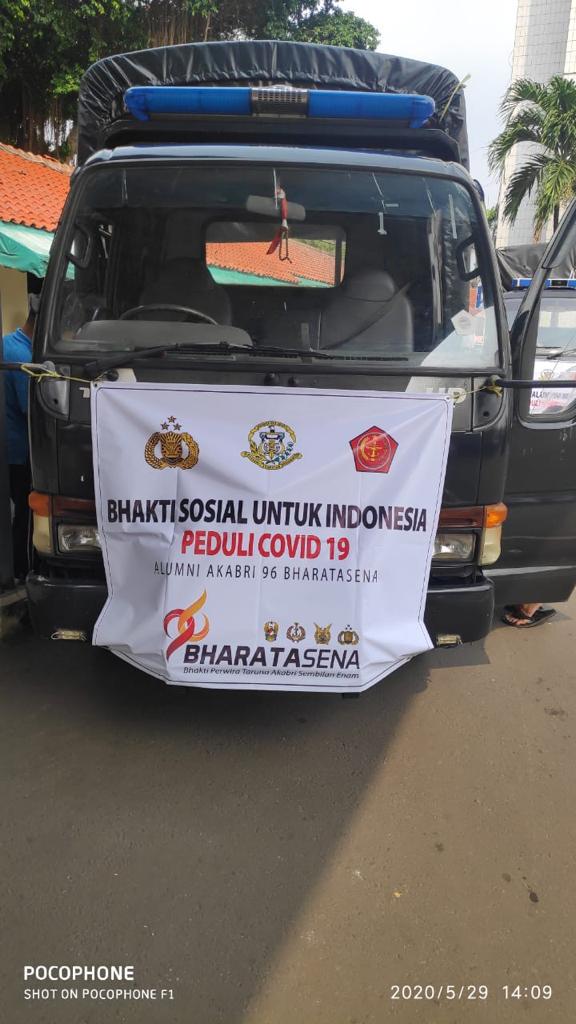 BHAKTI SOSIAL UNTUK INDONESIA
PEDULI COVID 19
ALUMNI AKABRI 96 BHARATASENA
BHARATASENA
Bhakti Perwira Taruna Akabri Sembilan Enam
POCOPHONE
SHOT ON POCOPHONE F1
2020/5/29 14:09